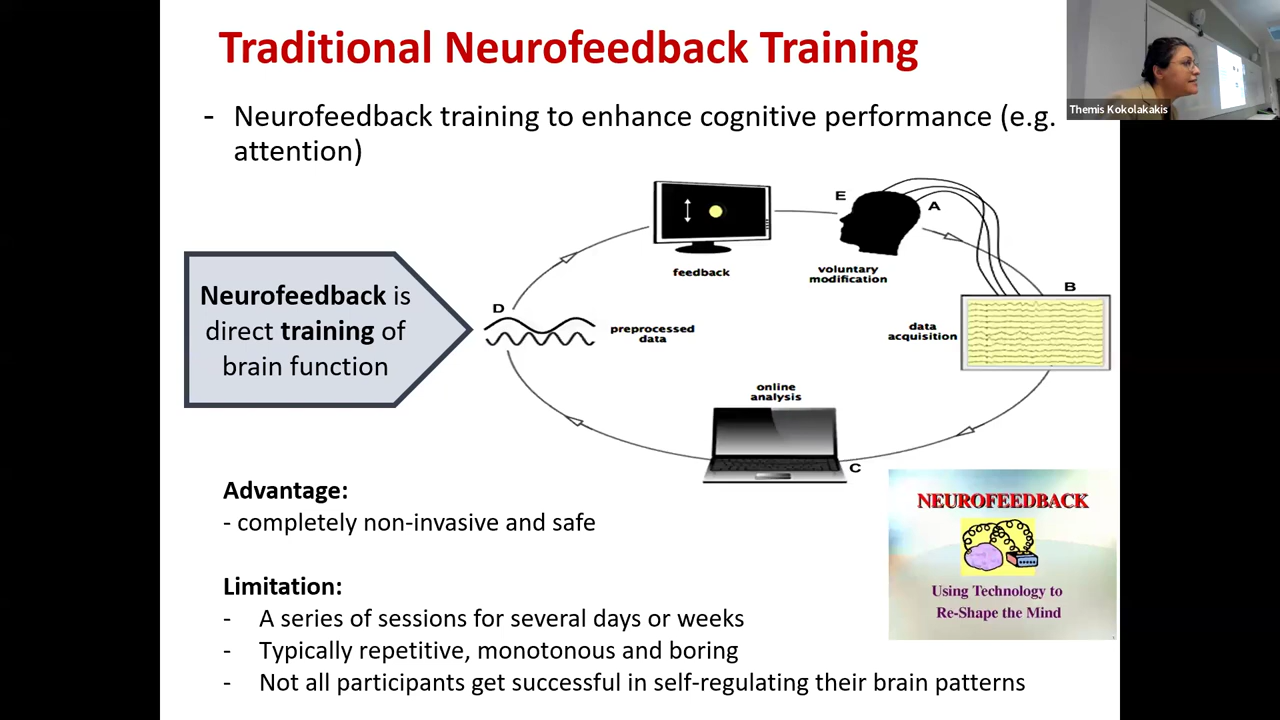 Traditional Neurofeedback Training
Themis Kokolakakis
- Neurofeedback training to enhance cognitive performance (e.g.
attention)
E
A
feedback
voluntary
modification
B
Neurofeedback is
direct training of
brain function
D
preprocessed
data
data
acquisition
online
analysis
C
Advantage:
- completely non-invasive and safe
NEUROFEEDBACK
Using Technology to
Re-Shape the Mind
Limitation:
- A series of sessions for several days or weeks
- Typically repetitive, monotonous and boring
- Not all participants get successful in self-regulating their brain patterns